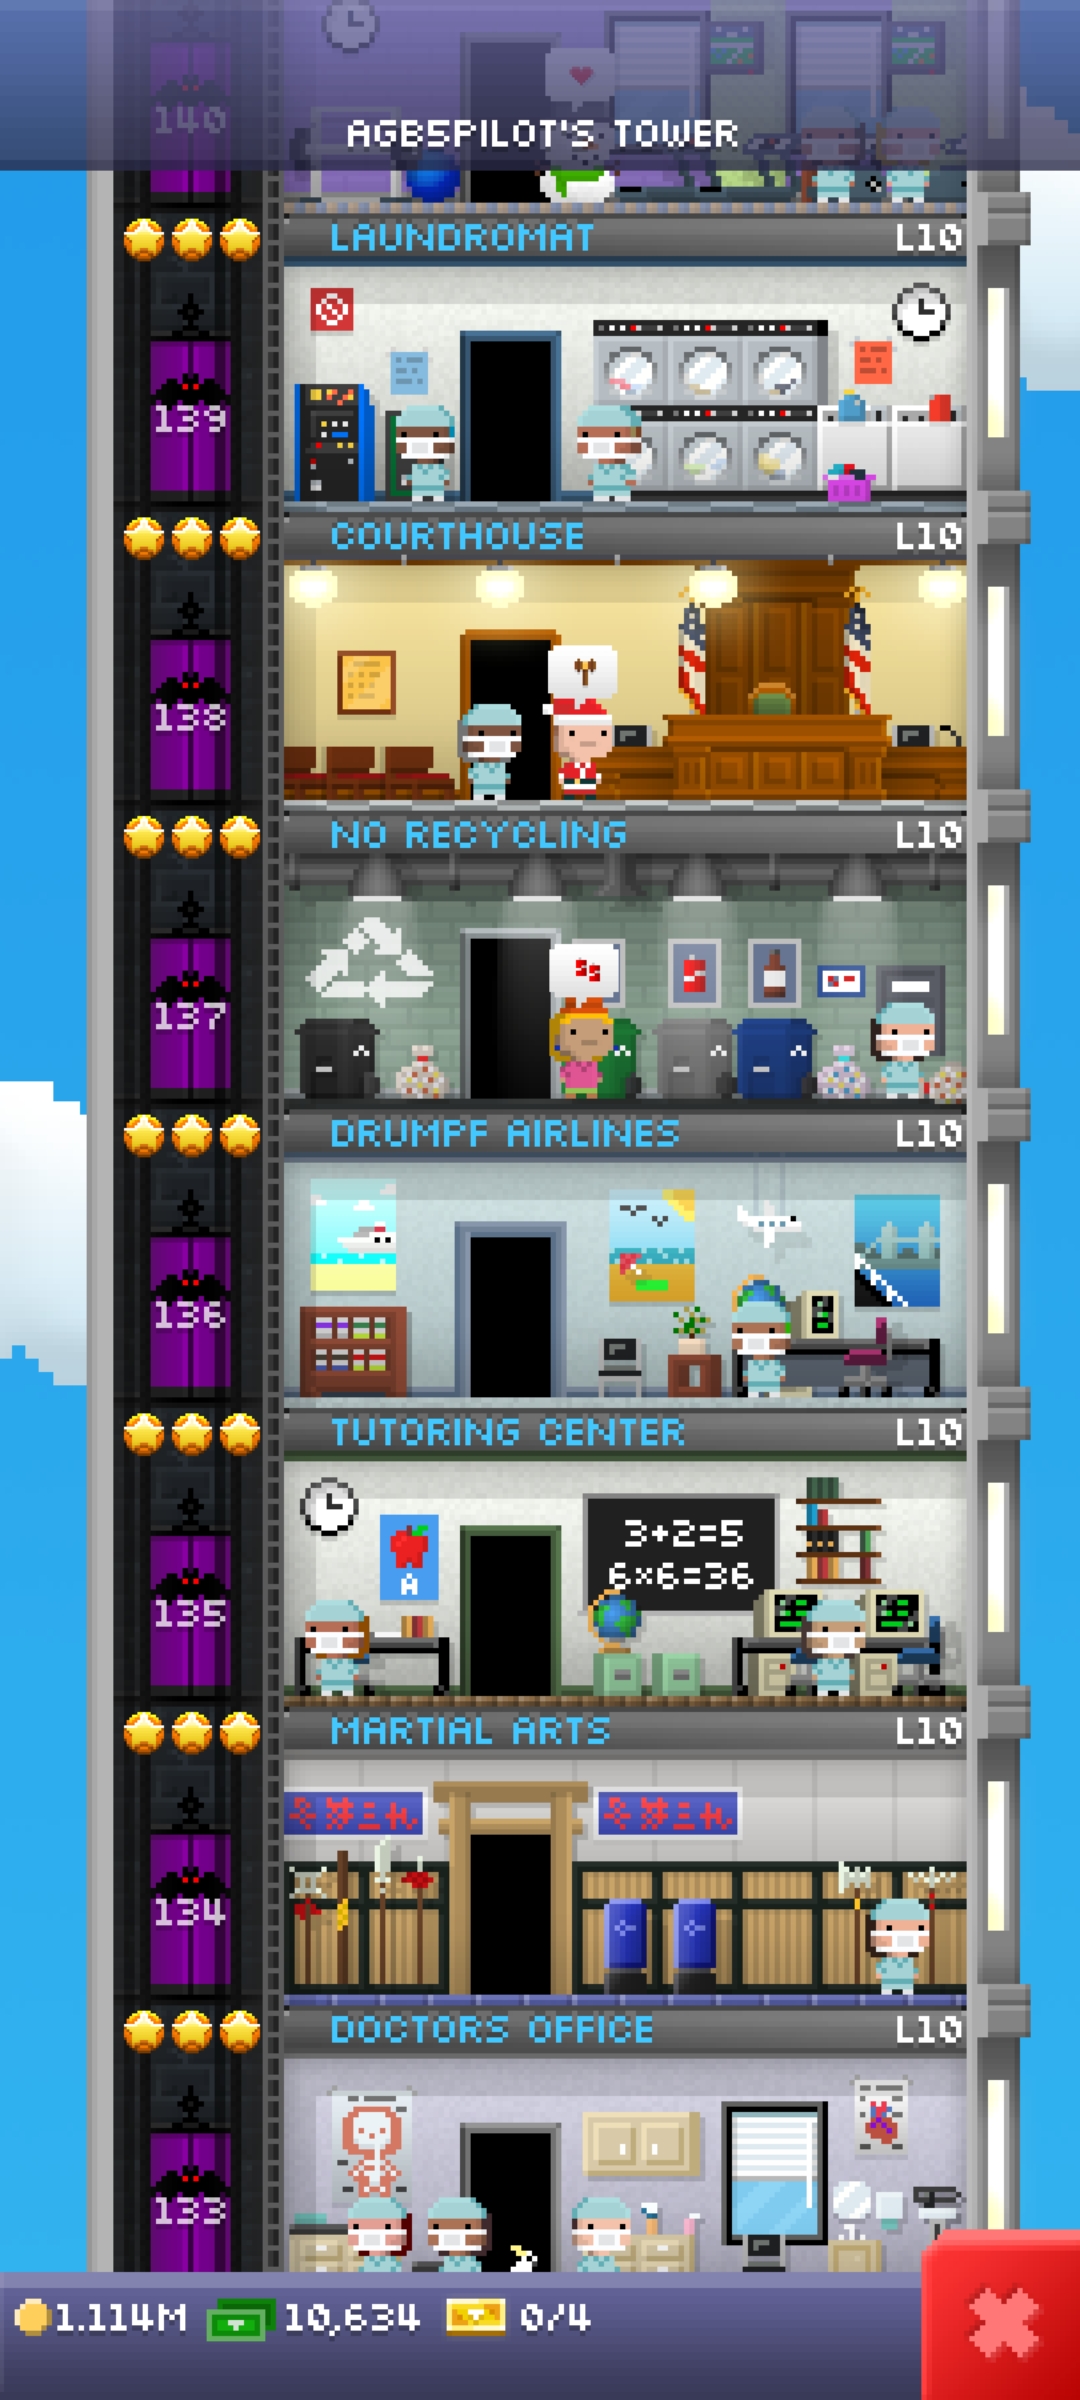 140
AGB5PILOT'S TOWER
LAUNDROMAT L10
139
COURTHOUSE L10
138
NO RECYCLING L10
137
DRUMPF AIRLINES L10
136
TUTORING CENTER L10
3+2=5
6x6=36
A
135
MARTIAL ARTS L10
134
DOCTORS OFFICE L10
133
1.114M 10,634 0/4